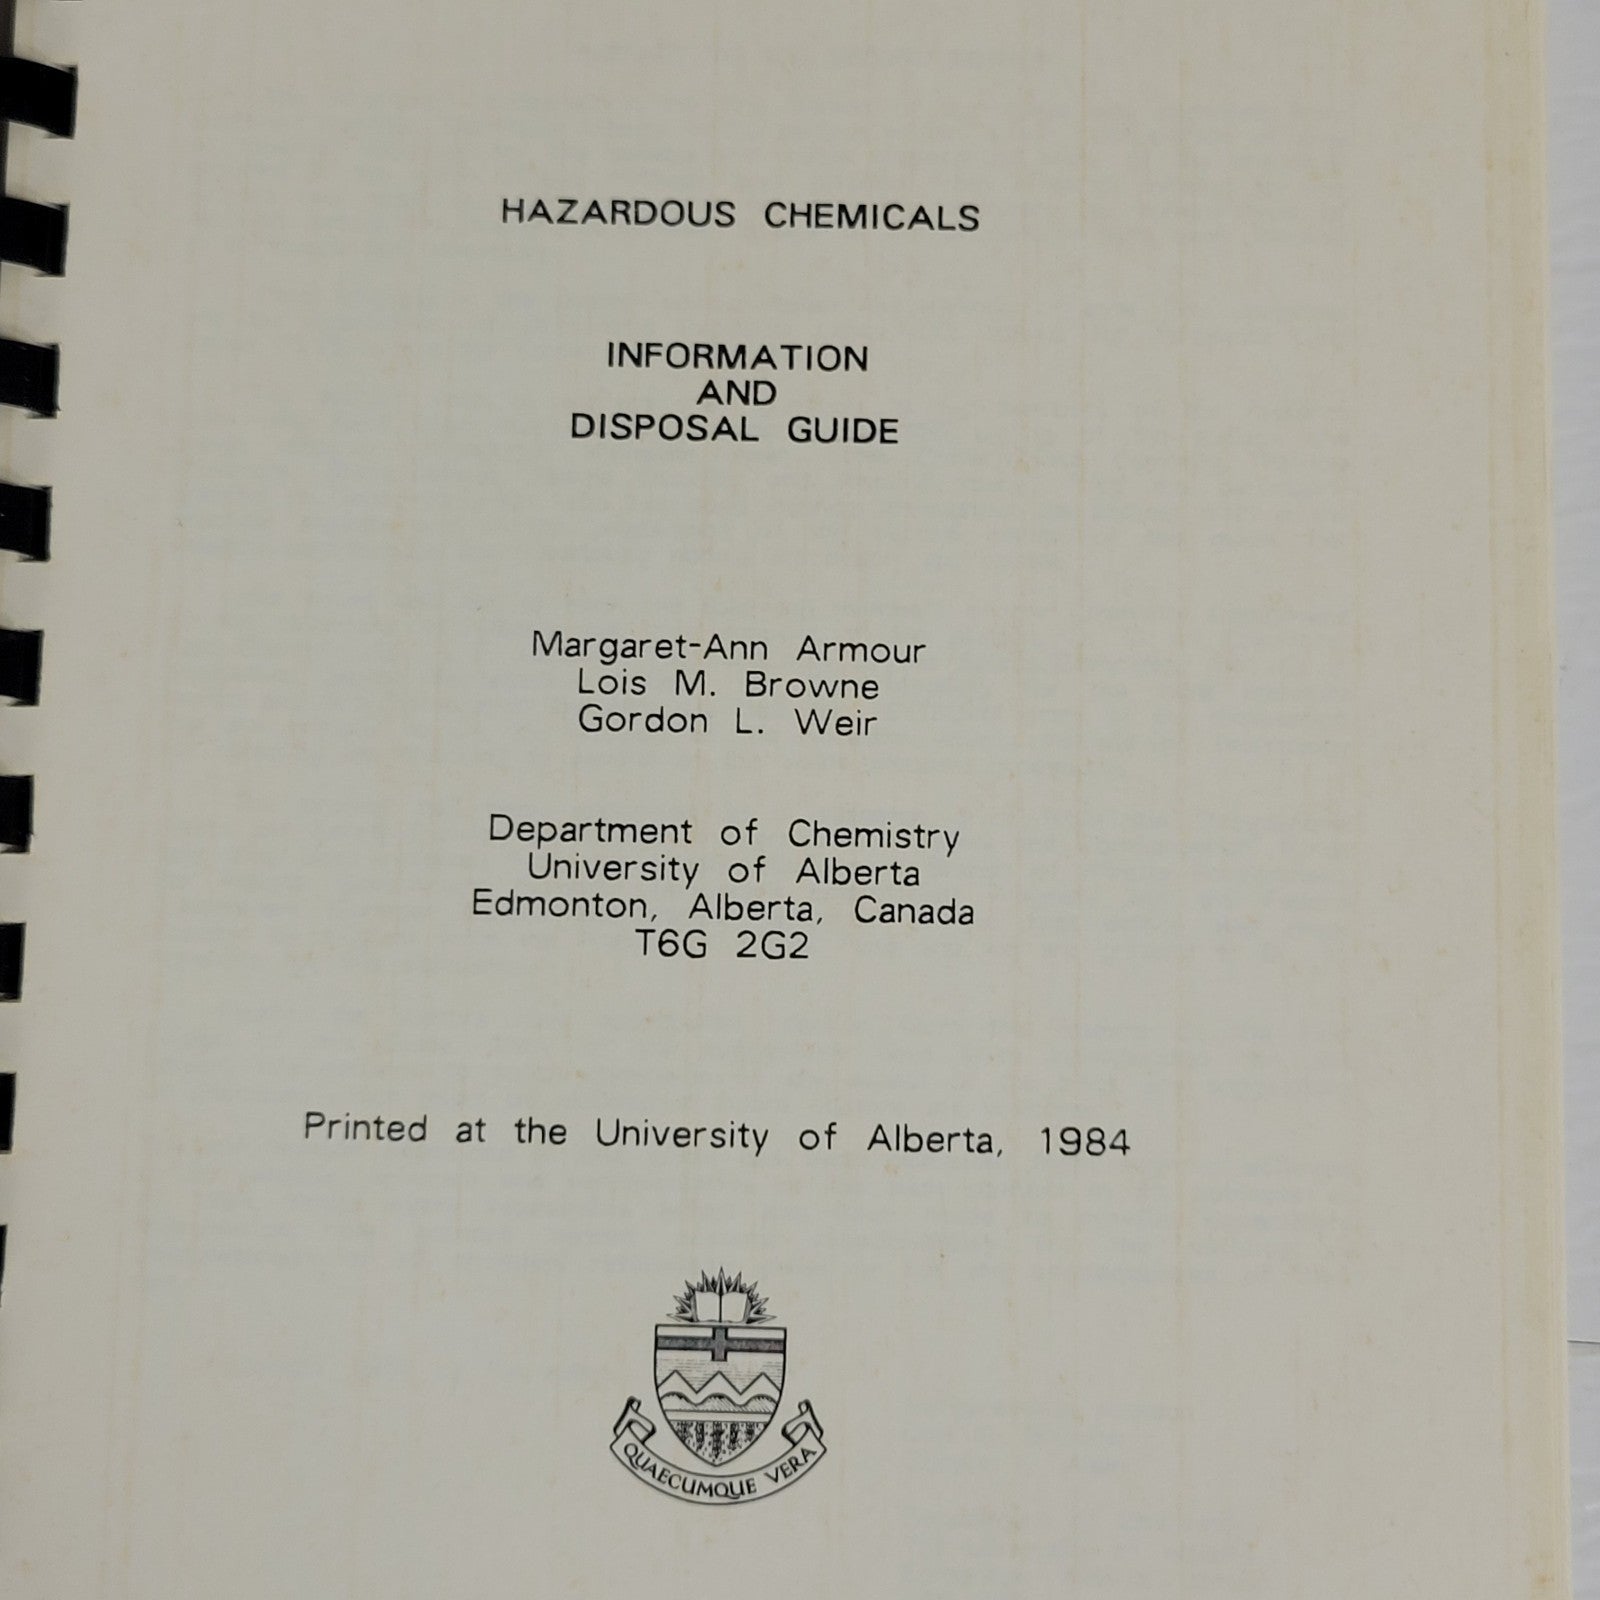 HAZARDOUS CHEMICALS
INFORMATION
AND
DISPOSAL GUIDE
Margaret-Ann Armour
Lois M. Browne
Gordon L. Weir
Department of Chemistry
University of Alberta
Edmonton, Alberta, Canada
T6G 2G2
Printed at the University of Alberta, 1984
QUAECUMQUE VERA